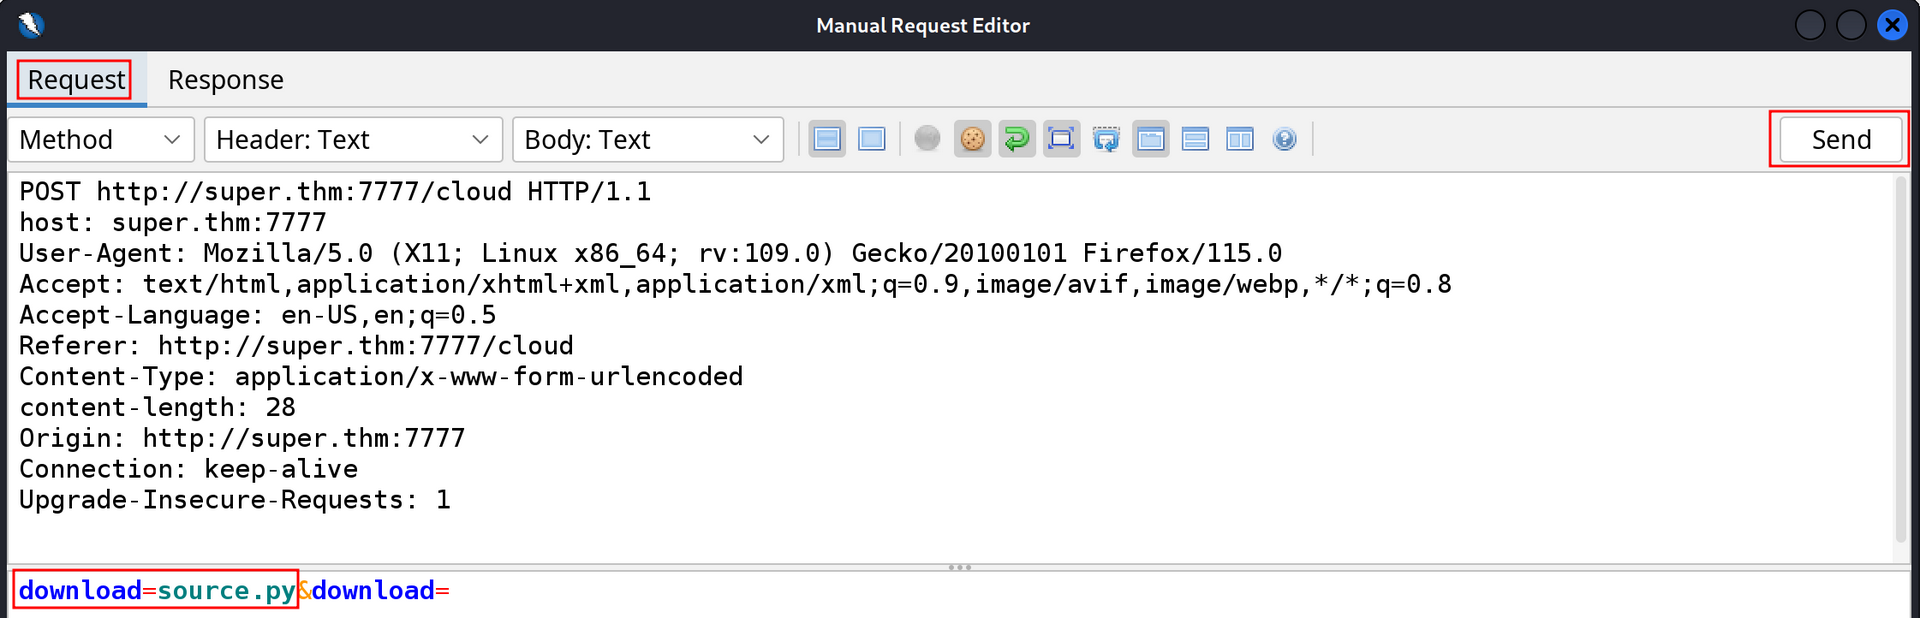 Manual Request Editor
Request Response
Method Header: Text Body: Text Send
POST http://super.thm:7777/cloud HTTP/1.1
host: super.thm:7777
User-Agent: Mozilla/5.0 (X11; Linux x86_64; rv:109.0) Gecko/20100101 Firefox/115.0
Accept: text/html,application/xhtml+xml,application/xml;q=0.9,image/avif,image/webp,*/*;q=0.8
Accept-Language: en-US,en;q=0.5
Referer: http://super.thm:7777/cloud
Content-Type: application/x-www-form-urlencoded
content-length: 28
Origin: http://super.thm:7777
Connection: keep-alive
Upgrade-Insecure-Requests: 1
download=source.py&download=